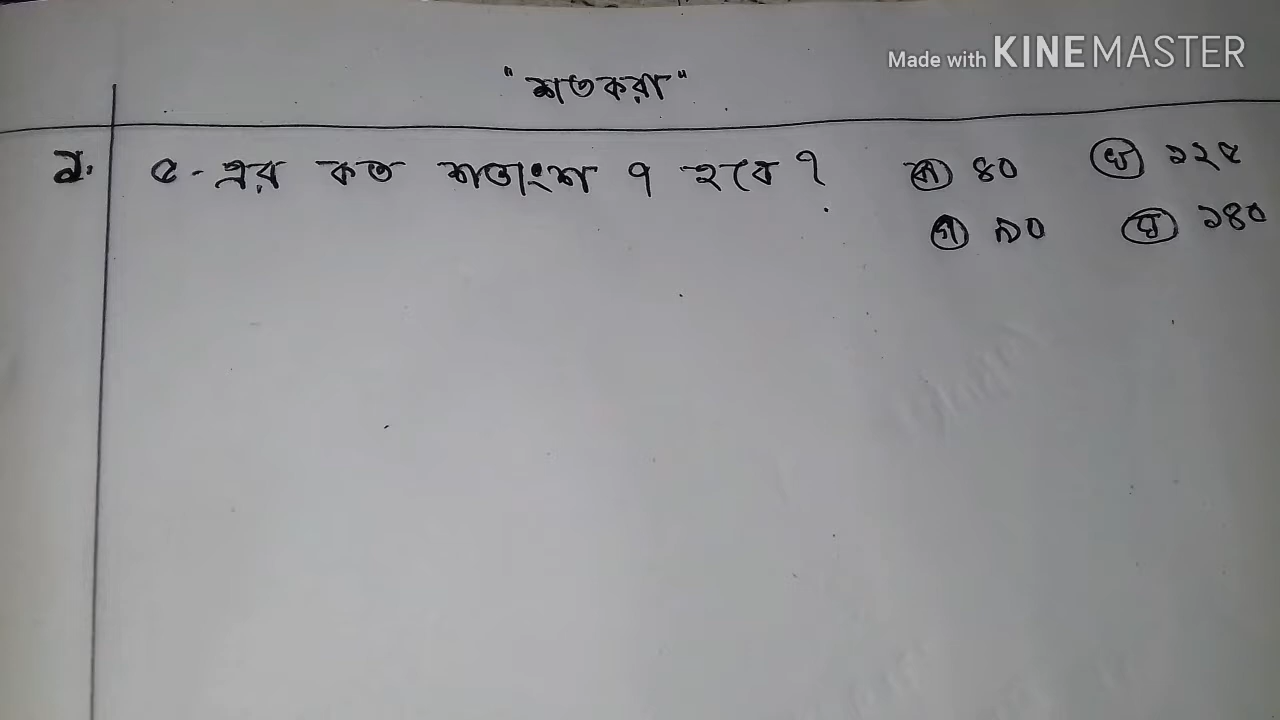 Made with KINEMASTER
"শতকরা"
১. ৫-এর কত শতাংশ ৭ হবে? ক ৪০ খ ১২৫
গ ৯০ ঘ ১৪০